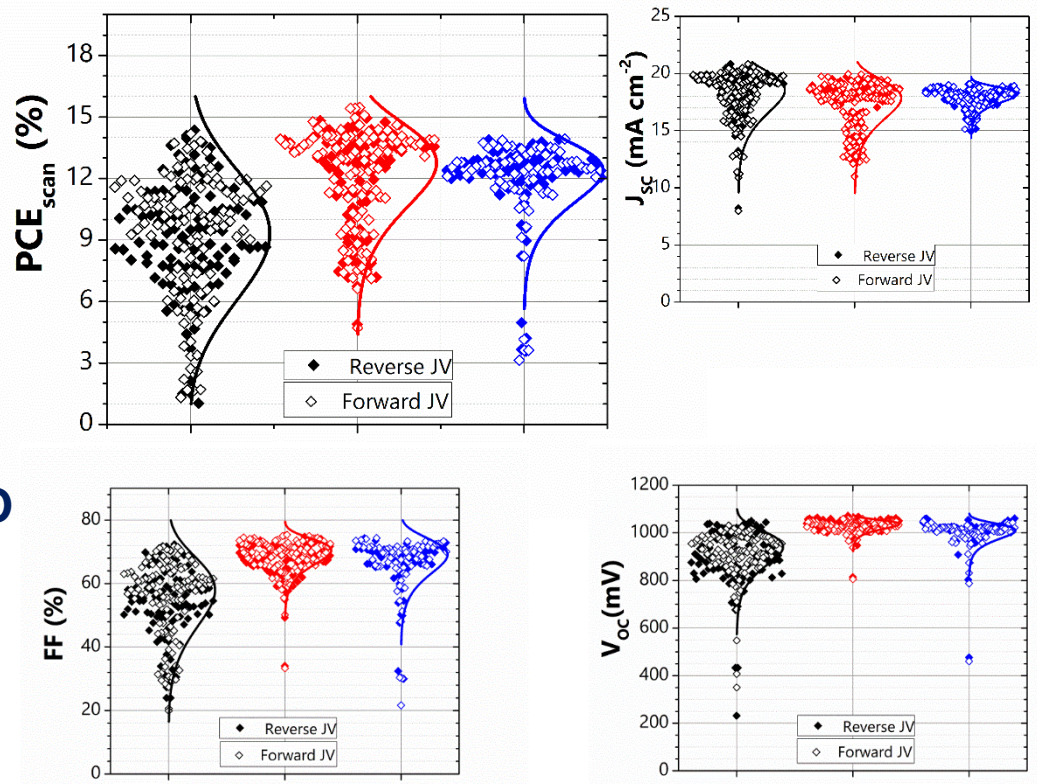 PCEscan (%)
18
15
12
9
6
3
0
Reverse JV
Forward JV
JSC (mA cm-2)
25
20
15
10
5
0
Reverse JV
Forward JV
FF (%)
80
60
40
20
0
Reverse JV
Forward JV
VOC(mV)
1200
1000
800
600
400
200
0
Reverse JV
Forward JV